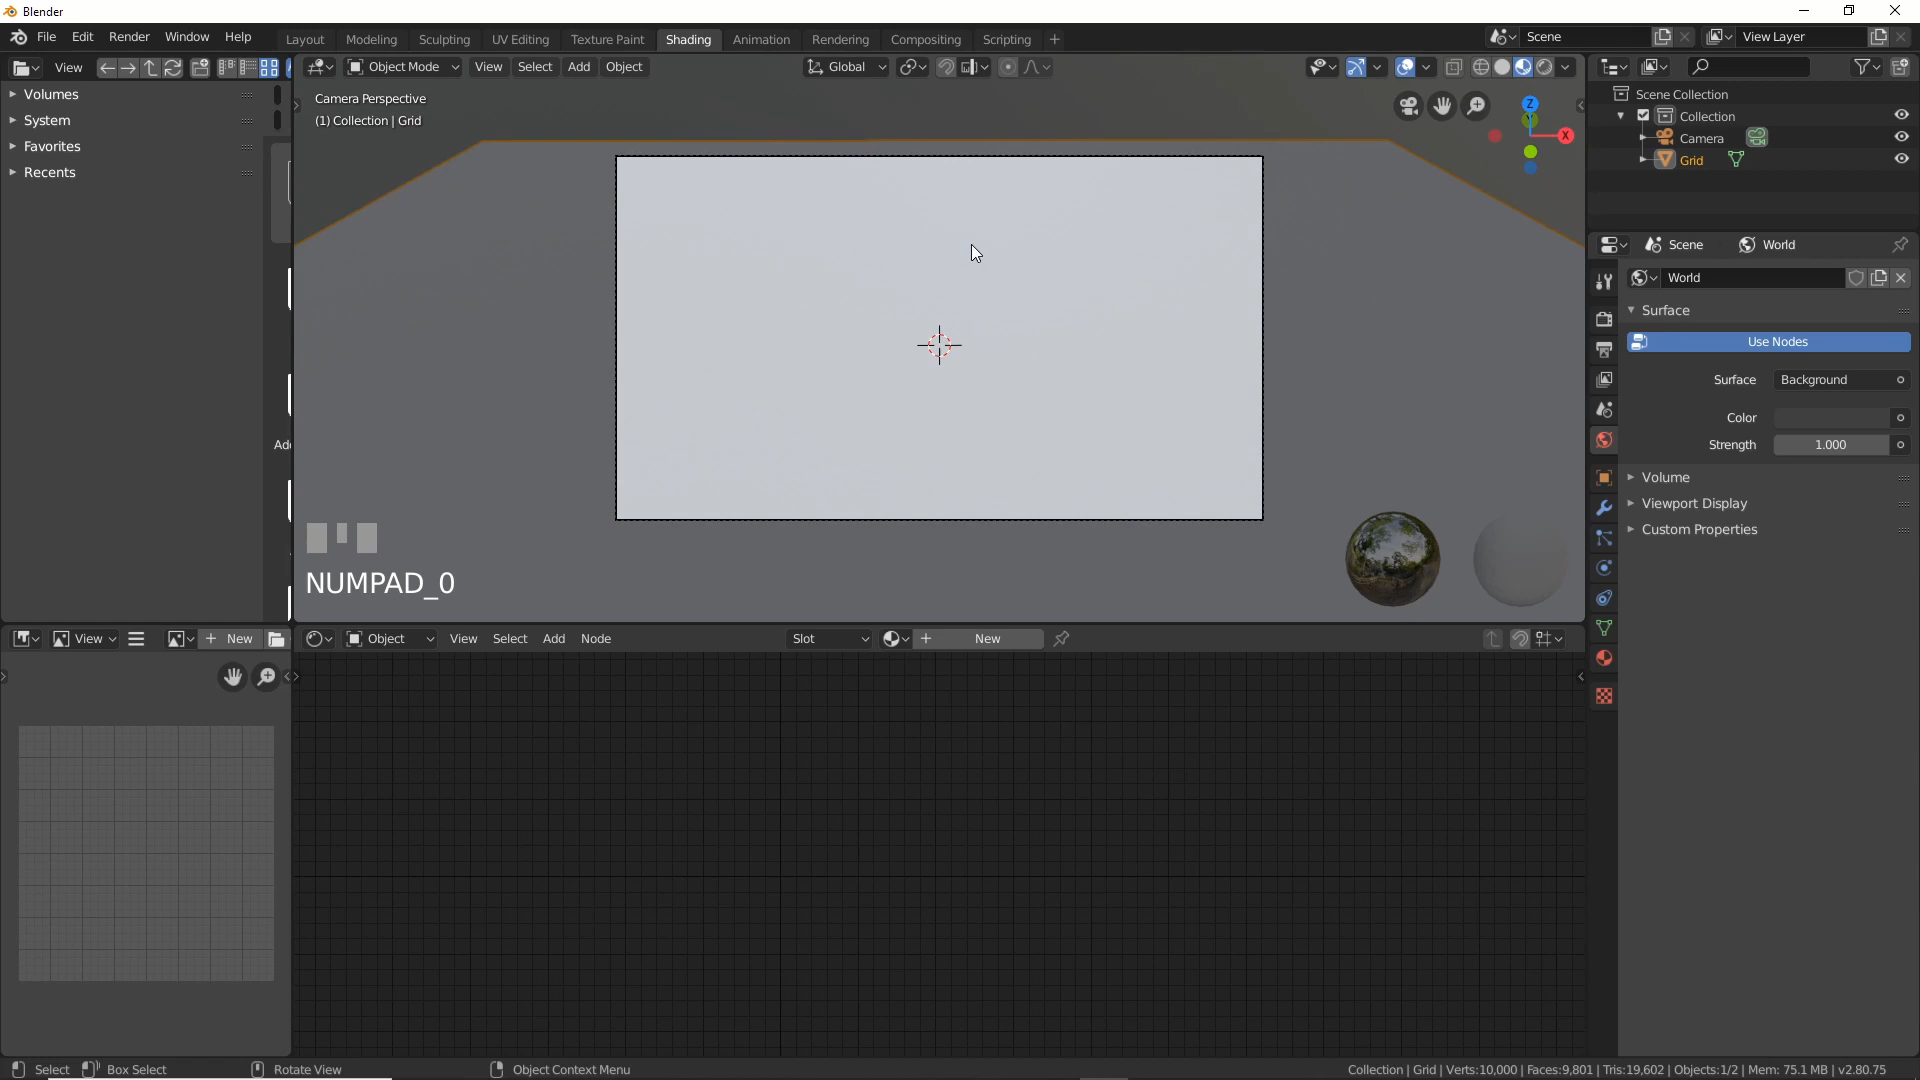 Blender
File Edit Render Window Help Layout Modeling Sculpting UV Editing Texture Paint Shading Animation Rendering Compositing Scripting + Scene View Layer
View Object Mode View Select Add Object Global
Volumes
System
Favorites
Recents
Camera Perspective
(1) Collection | Grid
Z
Y
X
NUMPAD_0
Scene Collection
Collection
Camera
Grid
Scene World
World
Surface
Use Nodes
Surface Background
Color
Strength 1.000
Volume
Viewport Display
Custom Properties
View + New Object View Select Add Node Slot + New
Select Box Select Rotate View Object Context Menu Collection | Grid | Verts:10,000 | Faces:9,801 | Tris:19,602 | Objects:1/2 | Mem: 75.1 MB | v2.80.75